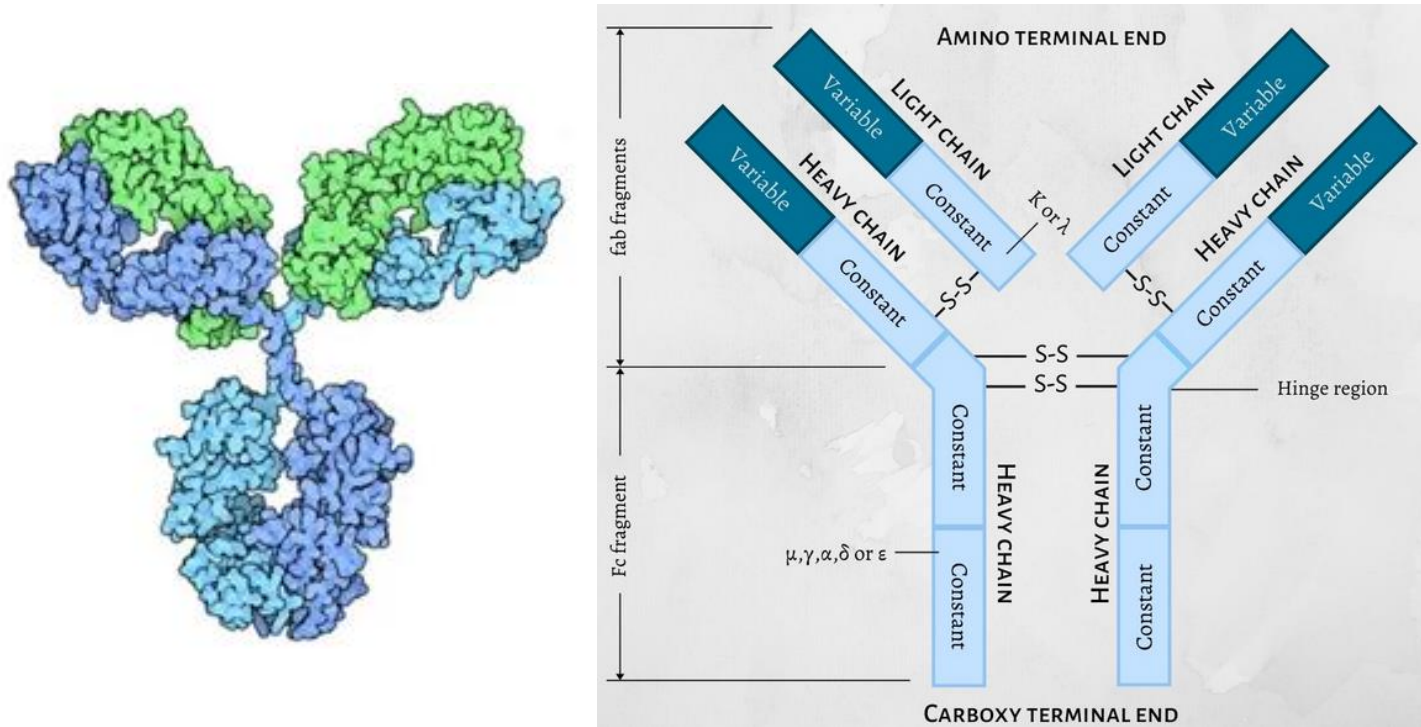 AMINO TERMINAL END
fab fragments
Variable
LIGHT CHAIN
Constant
K or λ
Variable
HEAVY CHAIN
Constant
S-S
LIGHT CHAIN
Variable
Constant
HEAVY CHAIN
Variable
Constant
S-S
S-S
S-S
Hinge region
Fc fragment
Constant
HEAVY CHAIN
μ,γ,α,δ or ε
Constant
Constant
HEAVY CHAIN
Constant
CARBOXY TERMINAL END